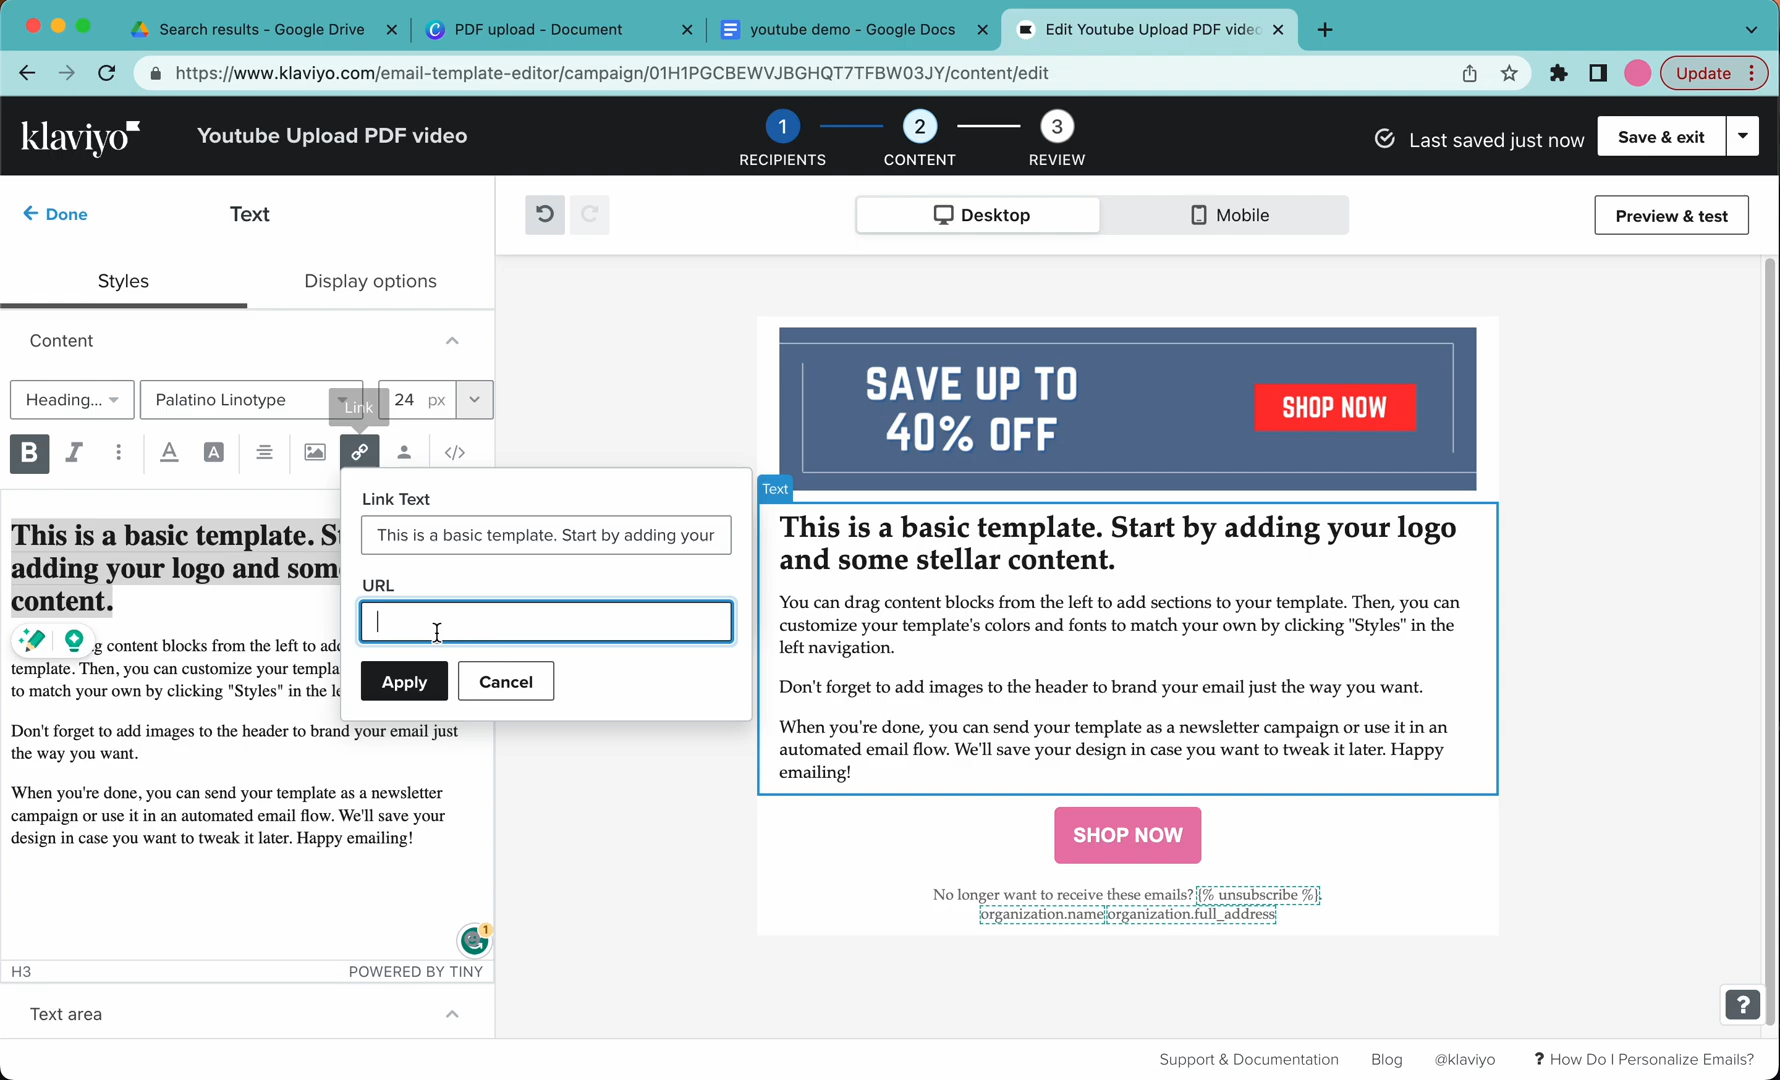 Search results - Google Drive
PDF upload - Document
youtube demo - Google Docs
Edit Youtube Upload PDF video
https://www.klaviyo.com/email-template-editor/campaign/01H1PGCBEWVJBGHQT7TFBW03JY/content/edit
Update
klaviyo
Youtube Upload PDF video
1
RECIPIENTS
2
CONTENT
3
REVIEW
Last saved just now
Save & exit
Done
Text
Desktop
Mobile
Preview & test
Styles
Display options
Content
Heading...
Palatino Linotype
Link
24 px
B I
A A
Link Text
This is a basic template. Start by adding your
URL
Apply
Cancel
This is a basic template. St
adding your logo and som
content.
g content blocks from the left to ad
template. Then, you can customize your templa
to match your own by clicking "Styles" in the le
Don't forget to add images to the header to brand your email just
the way you want.
When you're done, you can send your template as a newsletter
campaign or use it in an automated email flow. We'll save your
design in case you want to tweak it later. Happy emailing!
1
H3
POWERED BY TINY
Text area
SAVE UP TO
40% OFF
SHOP NOW
Text
This is a basic template. Start by adding your logo
and some stellar content.
You can drag content blocks from the left to add sections to your template. Then, you can
customize your template's colors and fonts to match your own by clicking "Styles" in the
left navigation.
Don't forget to add images to the header to brand your email just the way you want.
When you're done, you can send your template as a newsletter campaign or use it in an
automated email flow. We'll save your design in case you want to tweak it later. Happy
emailing!
SHOP NOW
No longer want to receive these emails? {% unsubscribe %}.
organization.name organization.full_address
?
Support & Documentation
Blog
@klaviyo
? How Do I Personalize Emails?